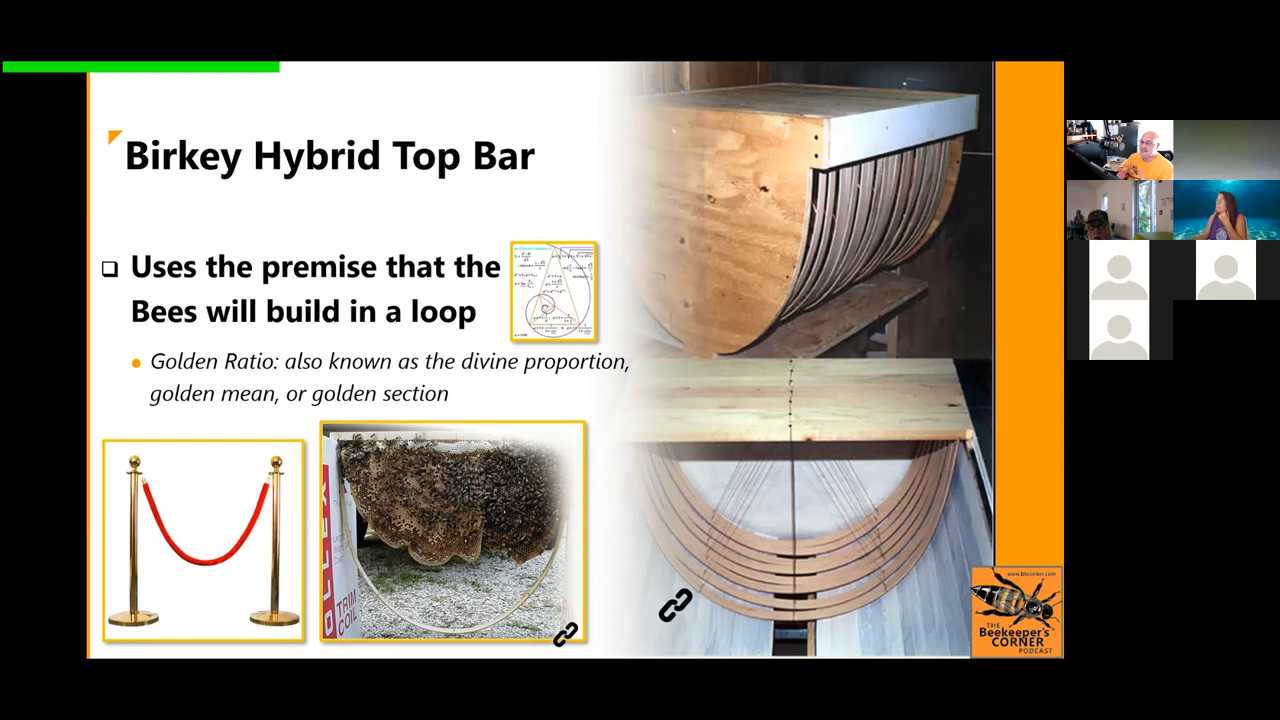 Birkey Hybrid Top Bar
Uses the premise that the
Bees will build in a loop
Golden Ratio: also known as the divine proportion,
golden mean, or golden section
TRIM
COIL
www.bkcorner.com
THE
Beekeeper's
CORNER
PODCAST